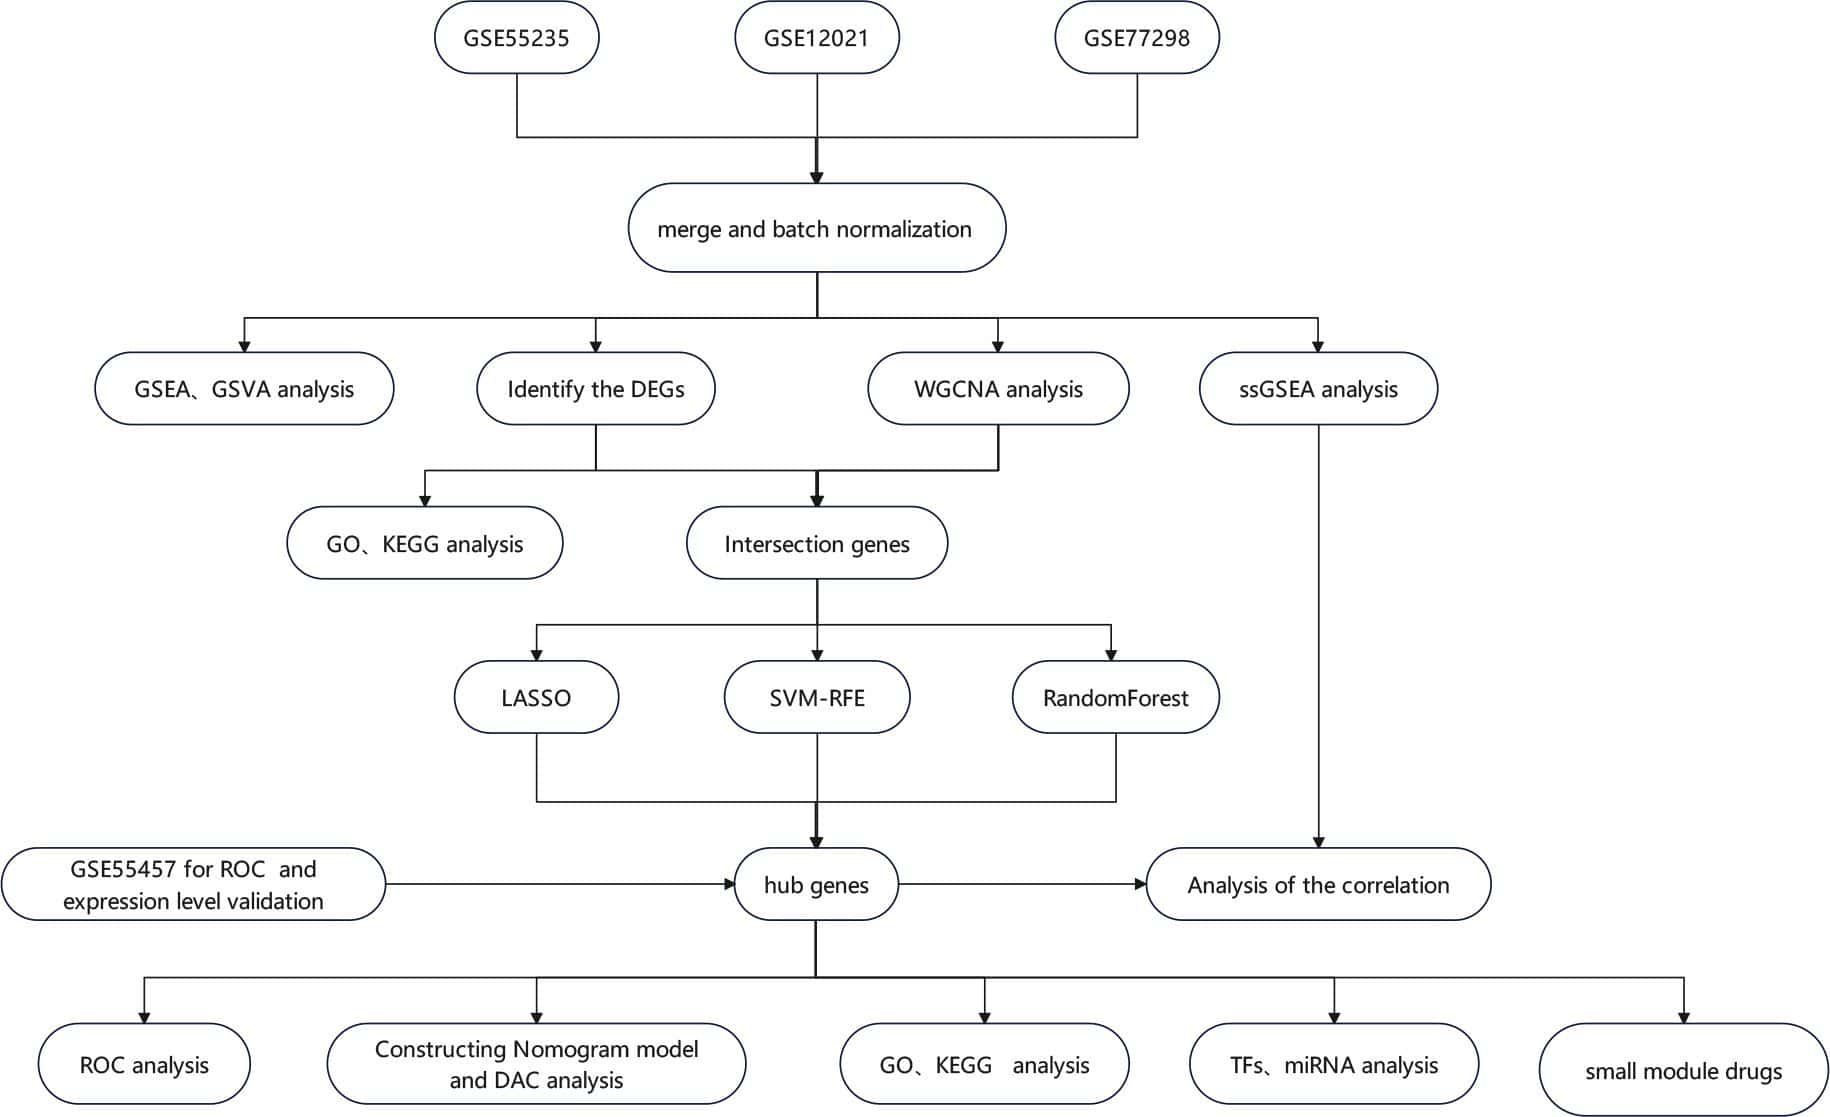 GSE55235
GSE12021
GSE77298
merge and batch normalization
GSEA、GSVA analysis
Identify the DEGs
WGCNA analysis
ssGSEA analysis
GO、KEGG analysis
Intersection genes
LASSO
SVM-RFE
RandomForest
GSE55457 for ROC and
expression level validation
hub genes
Analysis of the correlation
ROC analysis
Constructing Nomogram model
and DAC analysis
GO、KEGG analysis
TFs、miRNA analysis
small module drugs